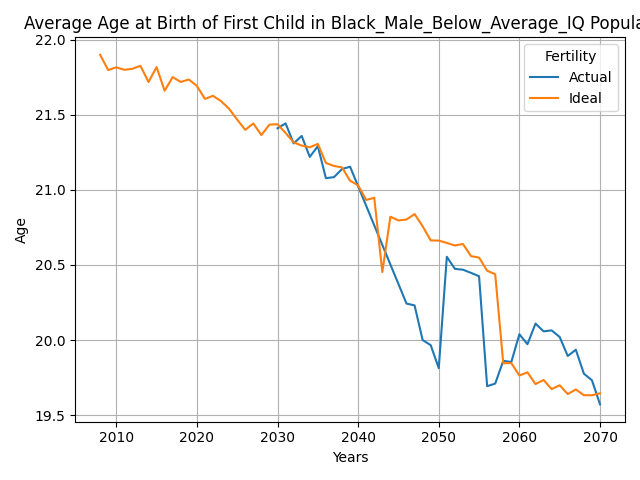 Average Age at Birth of First Child in Black_Male_Below_Average_IQ Popula
22.0
21.5
21.0
20.5
20.0
19.5
Age
Fertility
Actual
Ideal
2010 2020 2030 2040 2050 2060 2070
Years